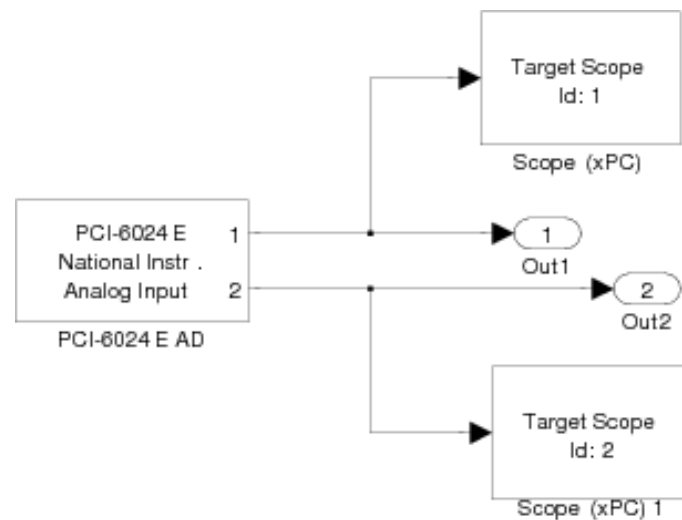 Target Scope
Id: 1
Scope (xPC)
PCI-6024 E
National Instr .
Analog Input
1
2
PCI-6024 E AD
1
Out1
2
Out2
Target Scope
Id: 2
Scope (xPC) 1